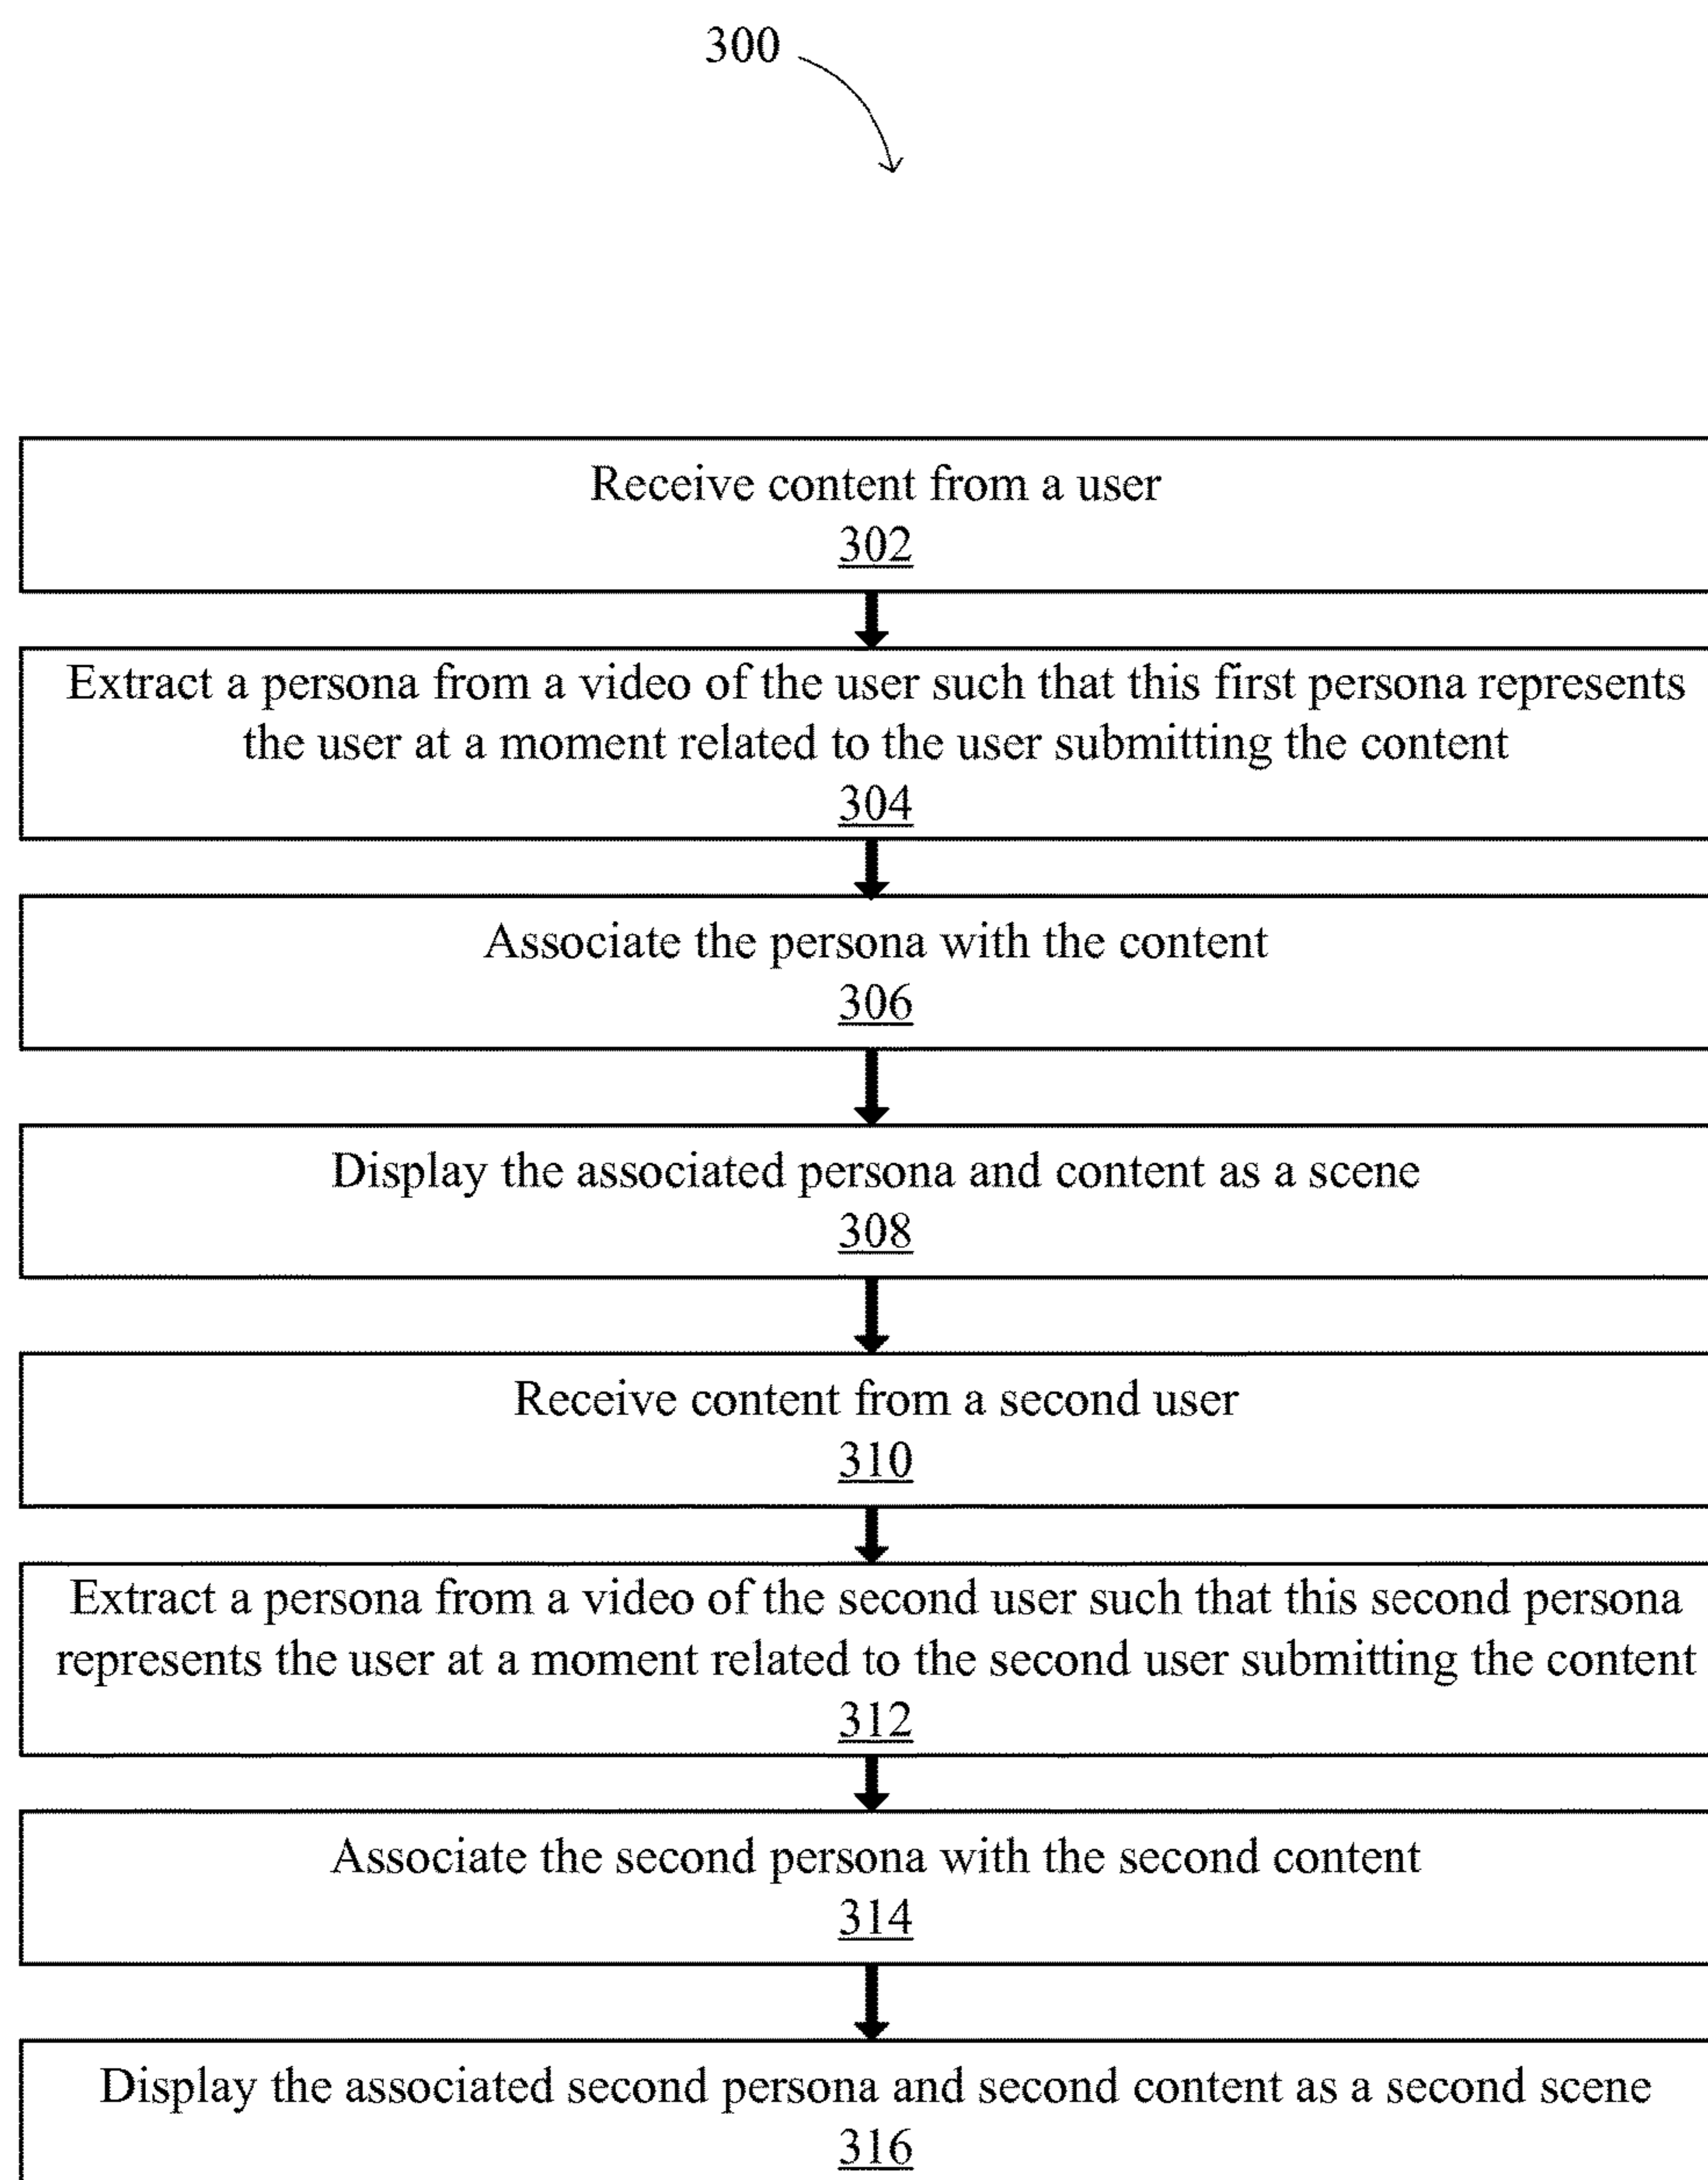 300
Receive content from a user
302
Extract a persona from a video of the user such that this first persona represents
the user at a moment related to the user submitting the content
304
Associate the persona with the content
306
Display the associated persona and content as a scene
308
Receive content from a second user
310
Extract a persona from a video of the second user such that this second persona
represents the user at a moment related to the second user submitting the content
312
Associate the second persona with the second content
314
Display the associated second persona and second content as a second scene
316